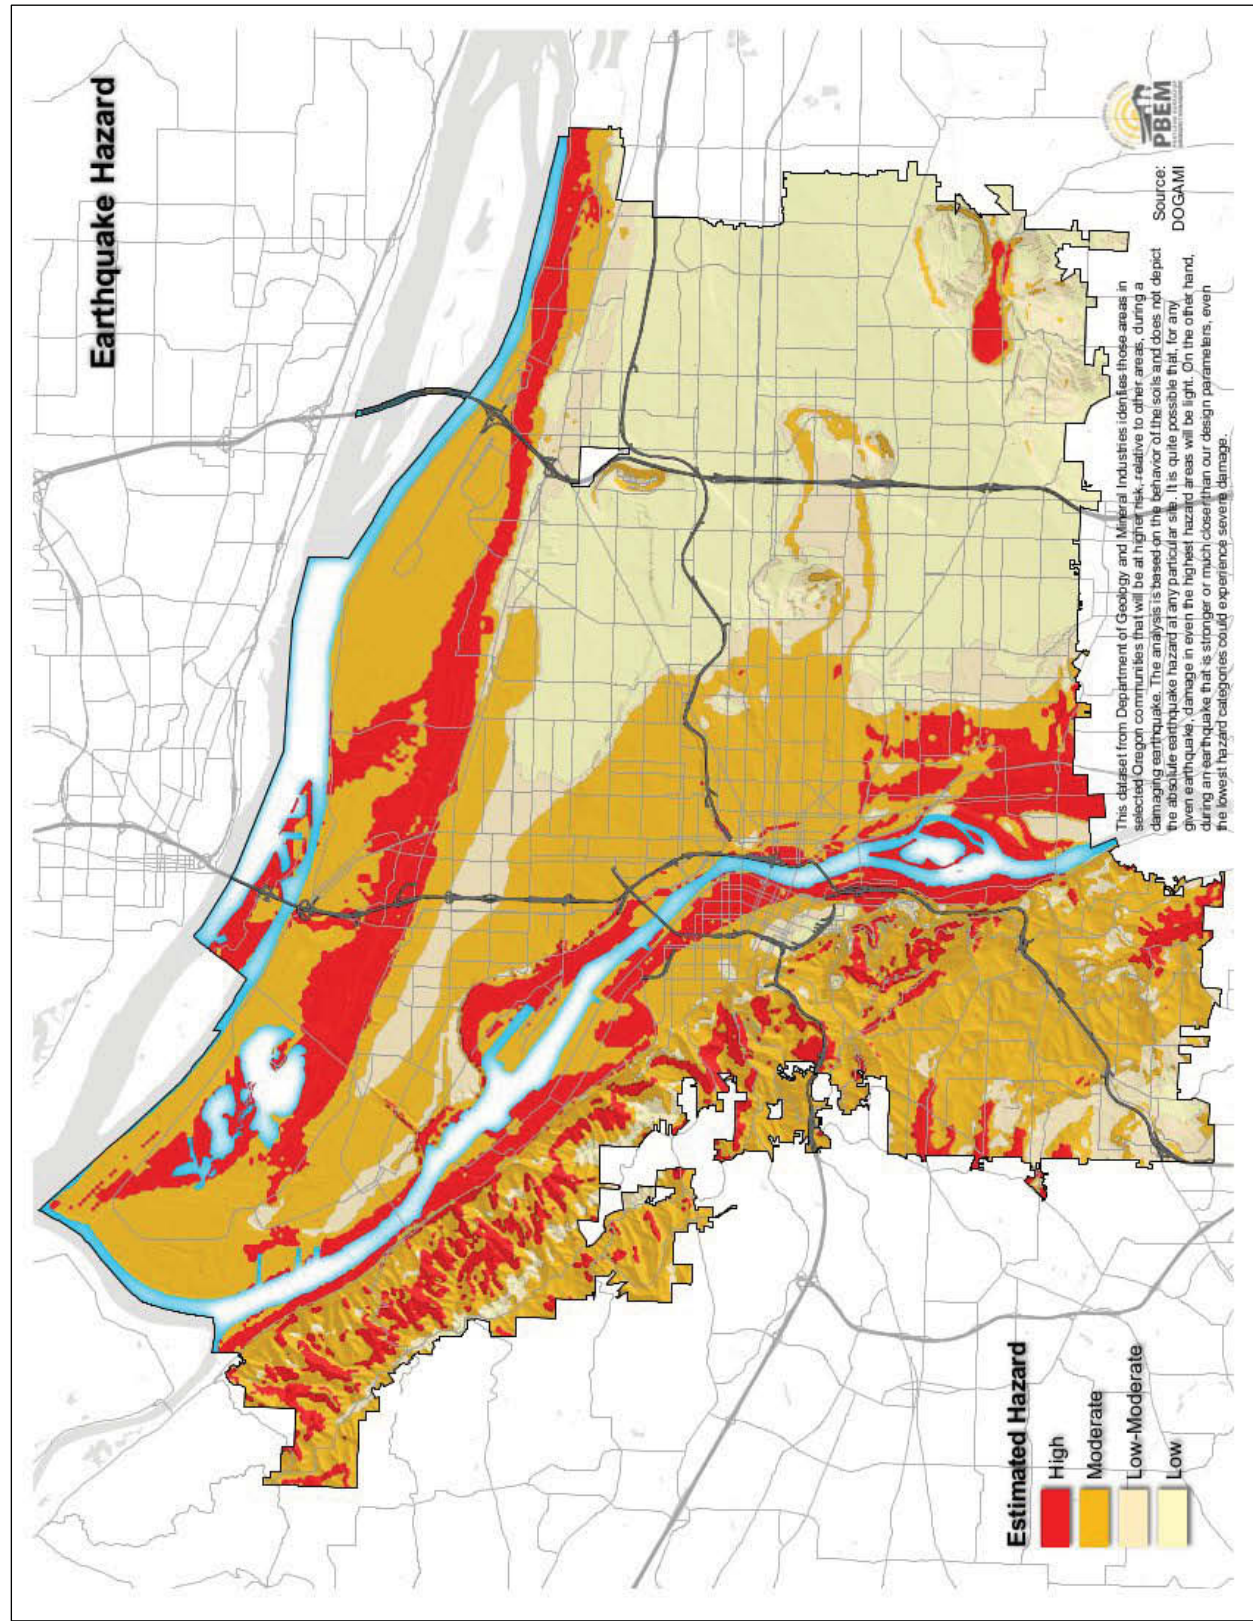 Earthquake Hazard
PBEM
Source:
DOGAMI
This dataset from Department of Geology and Mineral Industries identies those areas in
selected Oregon communities that will be at higher risk, relative to other areas, during a
damaging earthquake. The analysis is based on the behavior of the soils and does not depict
the absolute earthquake hazard at any particular site. It is quite possible that, for any
given earthquake, damage in even the highest hazard areas will be light. On the other hand,
during an earthquake that is stronger or much closer than our design parameters, even
the lowest hazard categories could experience severe damage.
Estimated Hazard
High
Moderate
Low-Moderate
Low